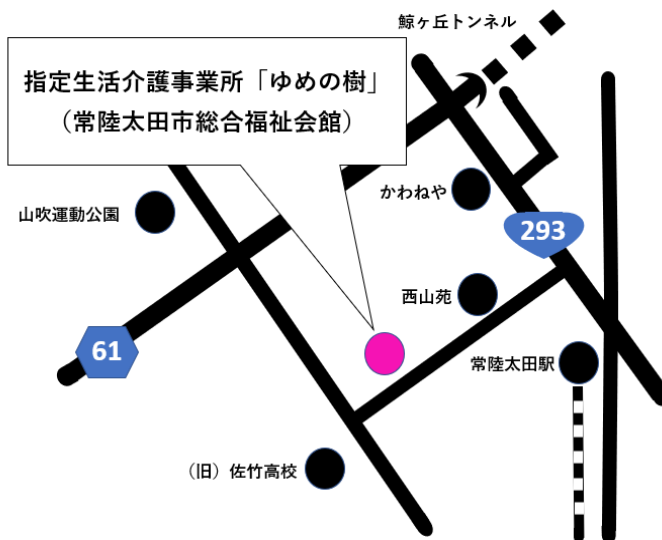 鯨ヶ丘トンネル
指定生活介護事業所「ゆめの樹」
（常陸太田市総合福祉会館）
かわねや
山吹運動公園
293
西山苑
61
常陸太田駅
（旧）佐竹高校